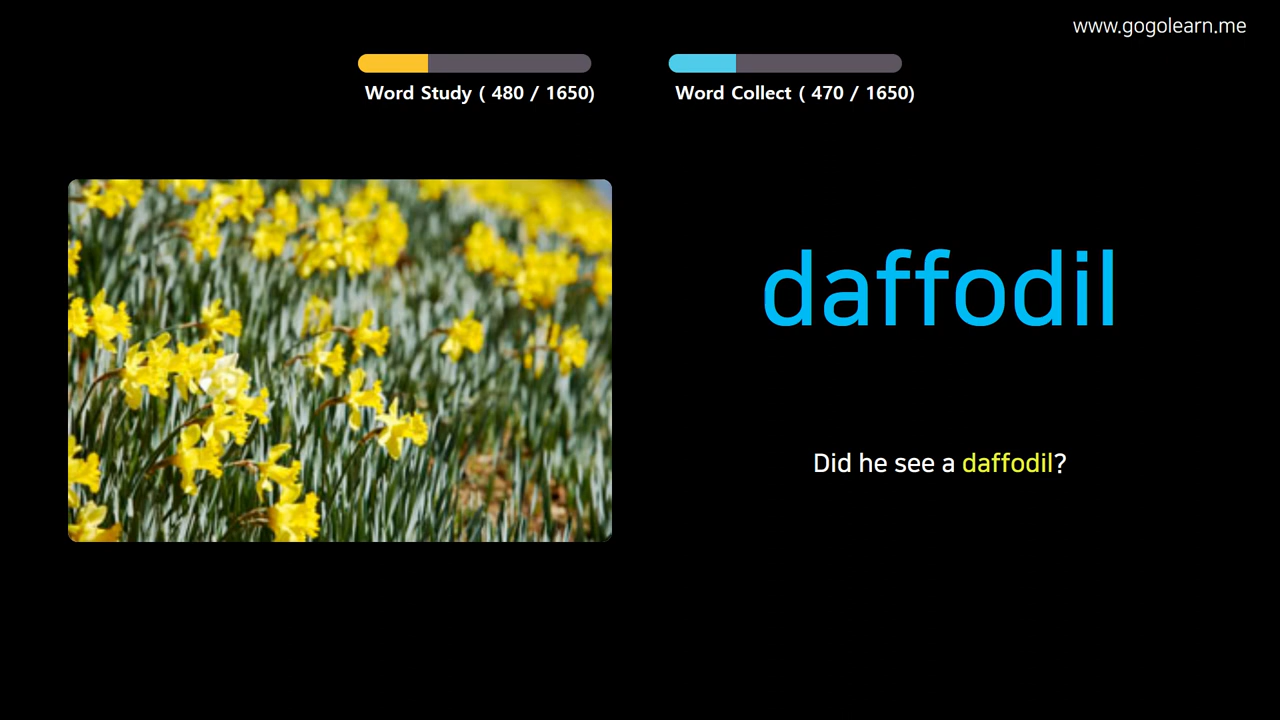 www.gogolearn.me
Word Study ( 480 / 1650)
Word Collect ( 470 / 1650)
daffodil
Did he see a daffodil?